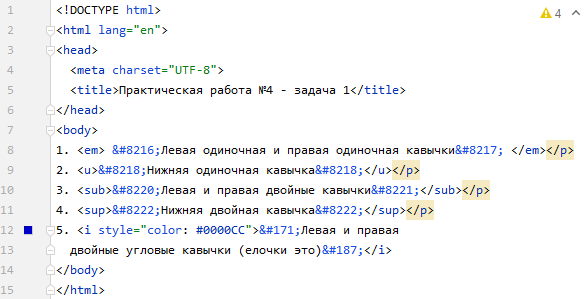 1 <!DOCTYPE html> 4
2 <html lang="en">
3 <head>
4 <meta charset="UTF-8">
5 <title>Практическая работа №4 - задача 1</title>
6 </head>
7 <body>
8 1. <em> &#8216;Левая одиночная и правая одиночная кавычки&#8217; </em></p>
9 2. <u>&#8218;Нижняя одиночная кавычка&#8218;</u></p>
10 3. <sub>&#8220;Левая и правая двойные кавычки&#8221;</sub></p>
11 4. <sup>&#8222;Нижняя двойная кавычка&#8222;</sup></p>
12 5. <i style="color: #0000CC">&#171;Левая и правая
13 двойные угловые кавычки (елочки это)&#187;</i>
14 </body>
15 </html>